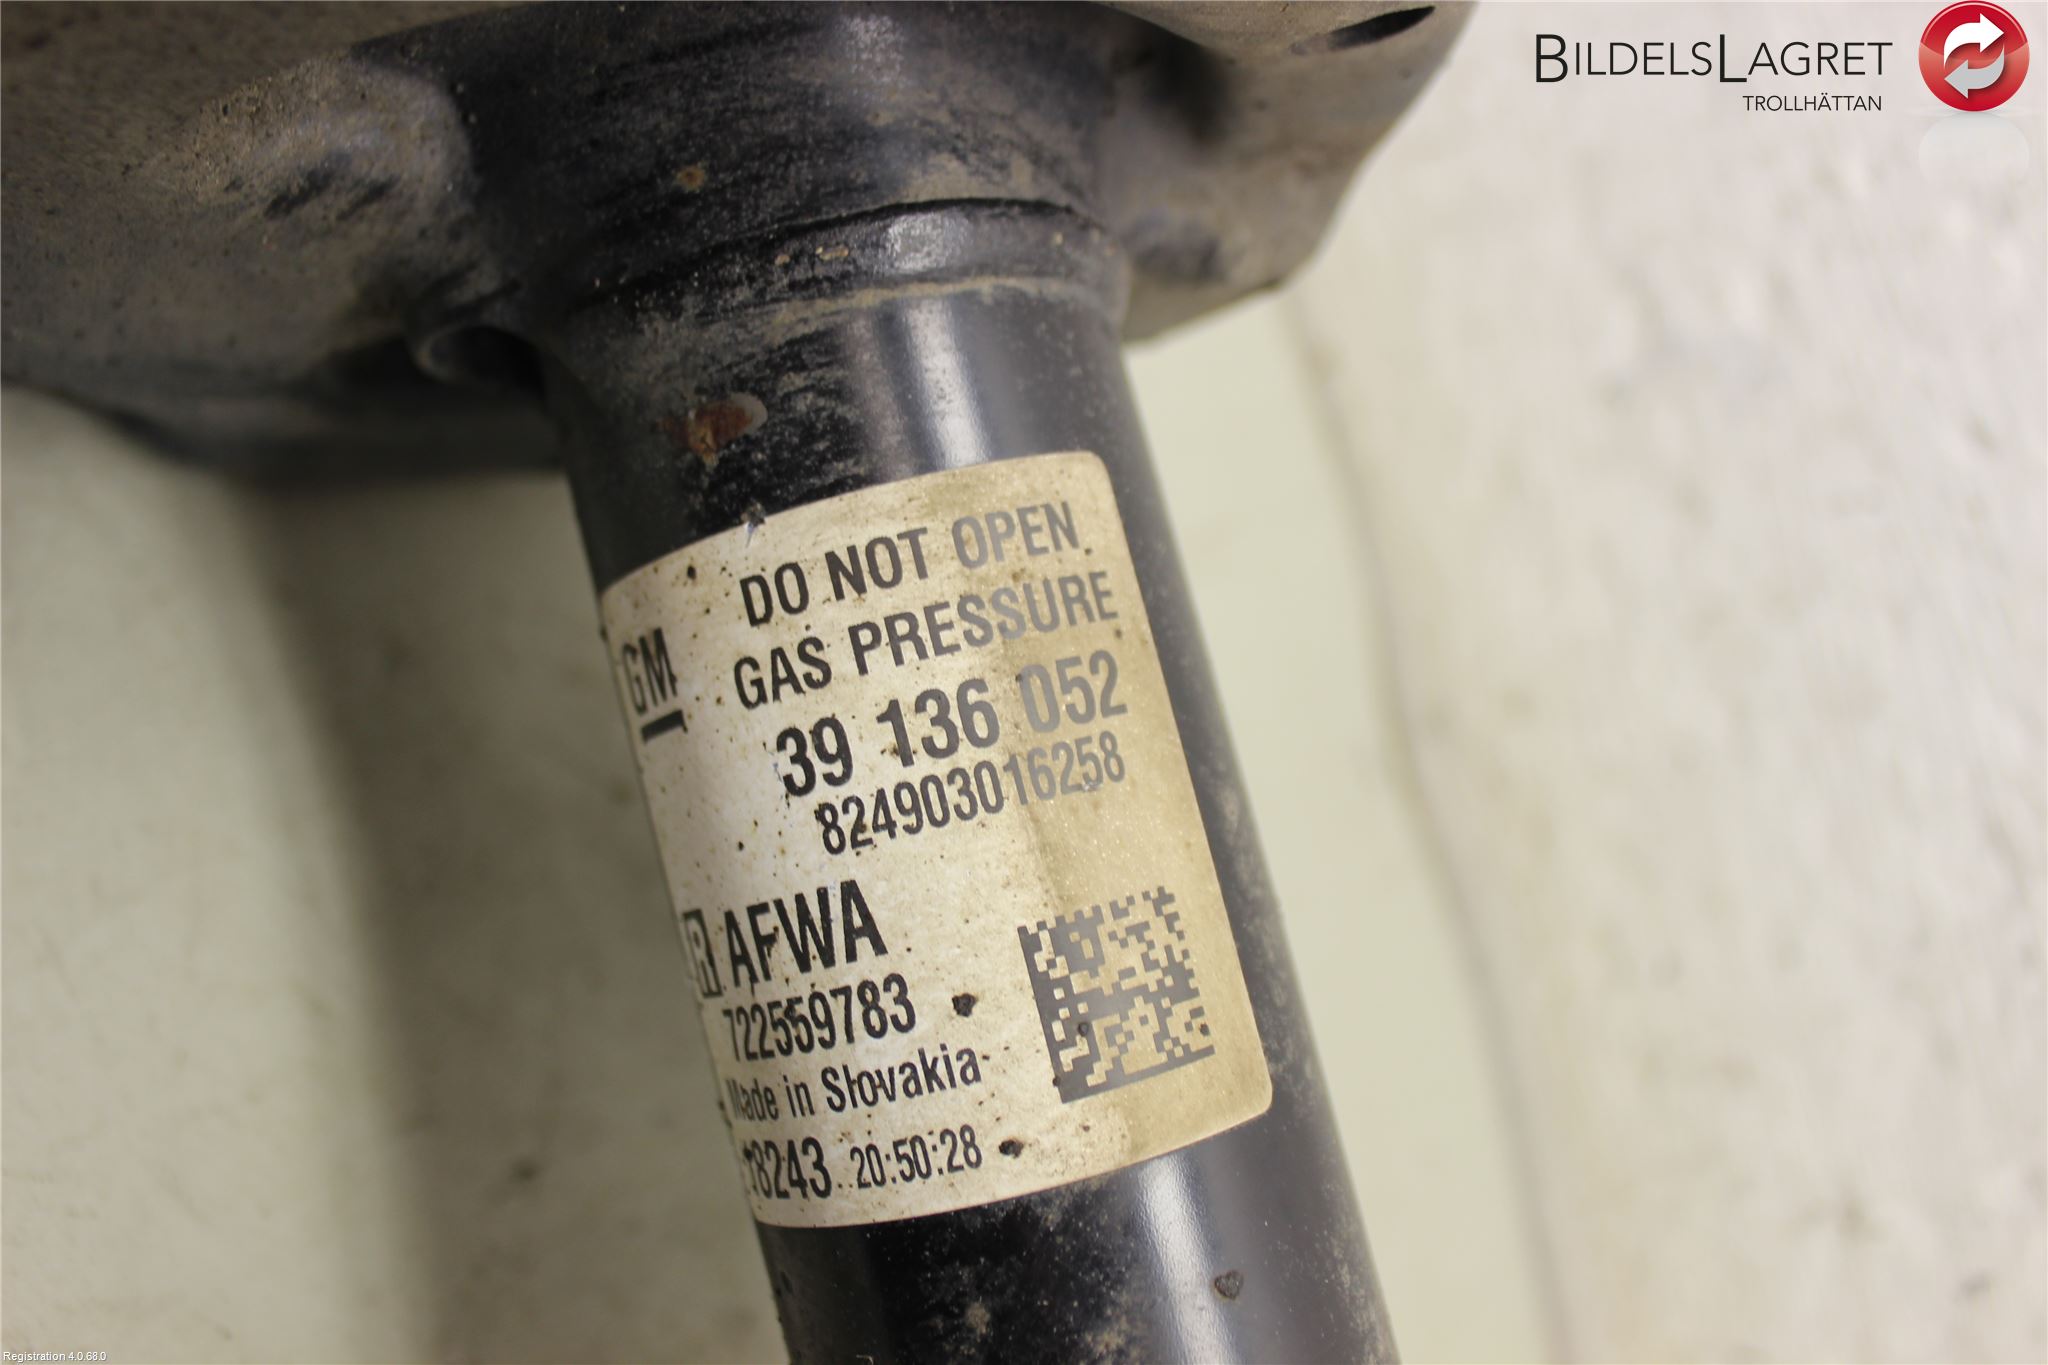 BILDELSLAGRET
TROLLHÄTTAN
DO NOT OPEN
GAS PRESSURE
GM
39 136 052
824903016258
AFWA
722559783
Made in Slovakia
18243 20:50:28
Registration 4.0.68.0